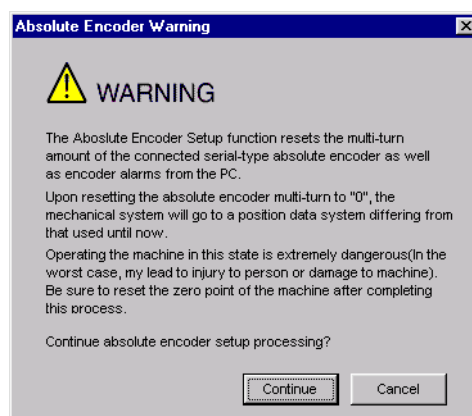 Absolute Encoder Warning
WARNING
The Aboslute Encoder Setup function resets the multi-turn
amount of the connected serial-type absolute encoder as well
as encoder alarms from the PC.
Upon resetting the absolute encoder multi-turn to "0", the
mechanical system will go to a position data system differing from
that used until now.
Operating the machine in this state is extremely dangerous(In the
worst case, my lead to injury to person or damage to machine).
Be sure to reset the zero point of the machine after completing
this process.
Continue absolute encoder setup processing?
Continue Cancel